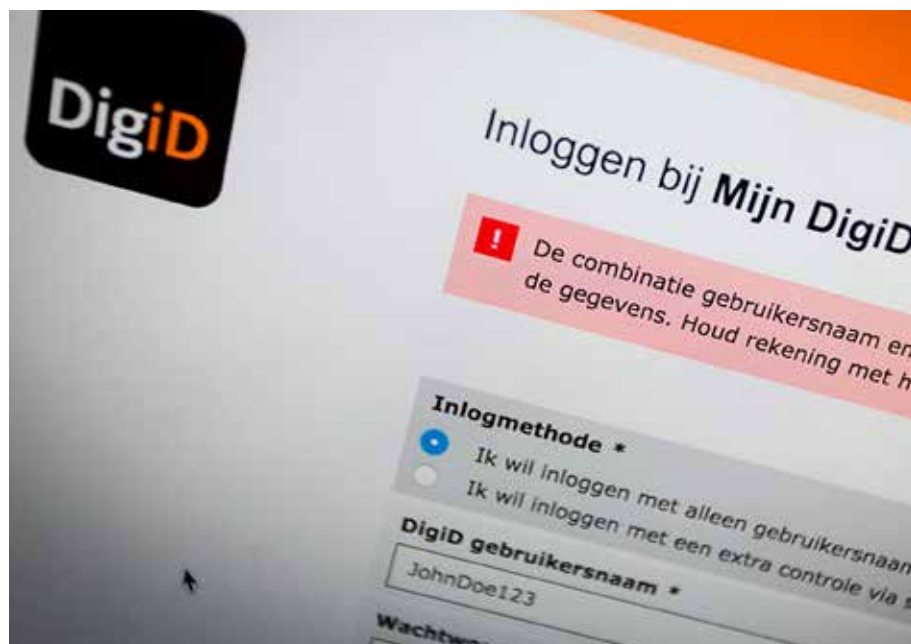 DigiD
Inloggen bij Mijn DigiD
! De combinatie gebruikersnaam en
de gegevens. Houd rekening met h
Inlogmethode *
Ik wil inloggen met alleen gebruikersnaam
Ik wil inloggen met een extra controle via s
DigiD gebruikersnaam *
JohnDoe123
Wachtwo